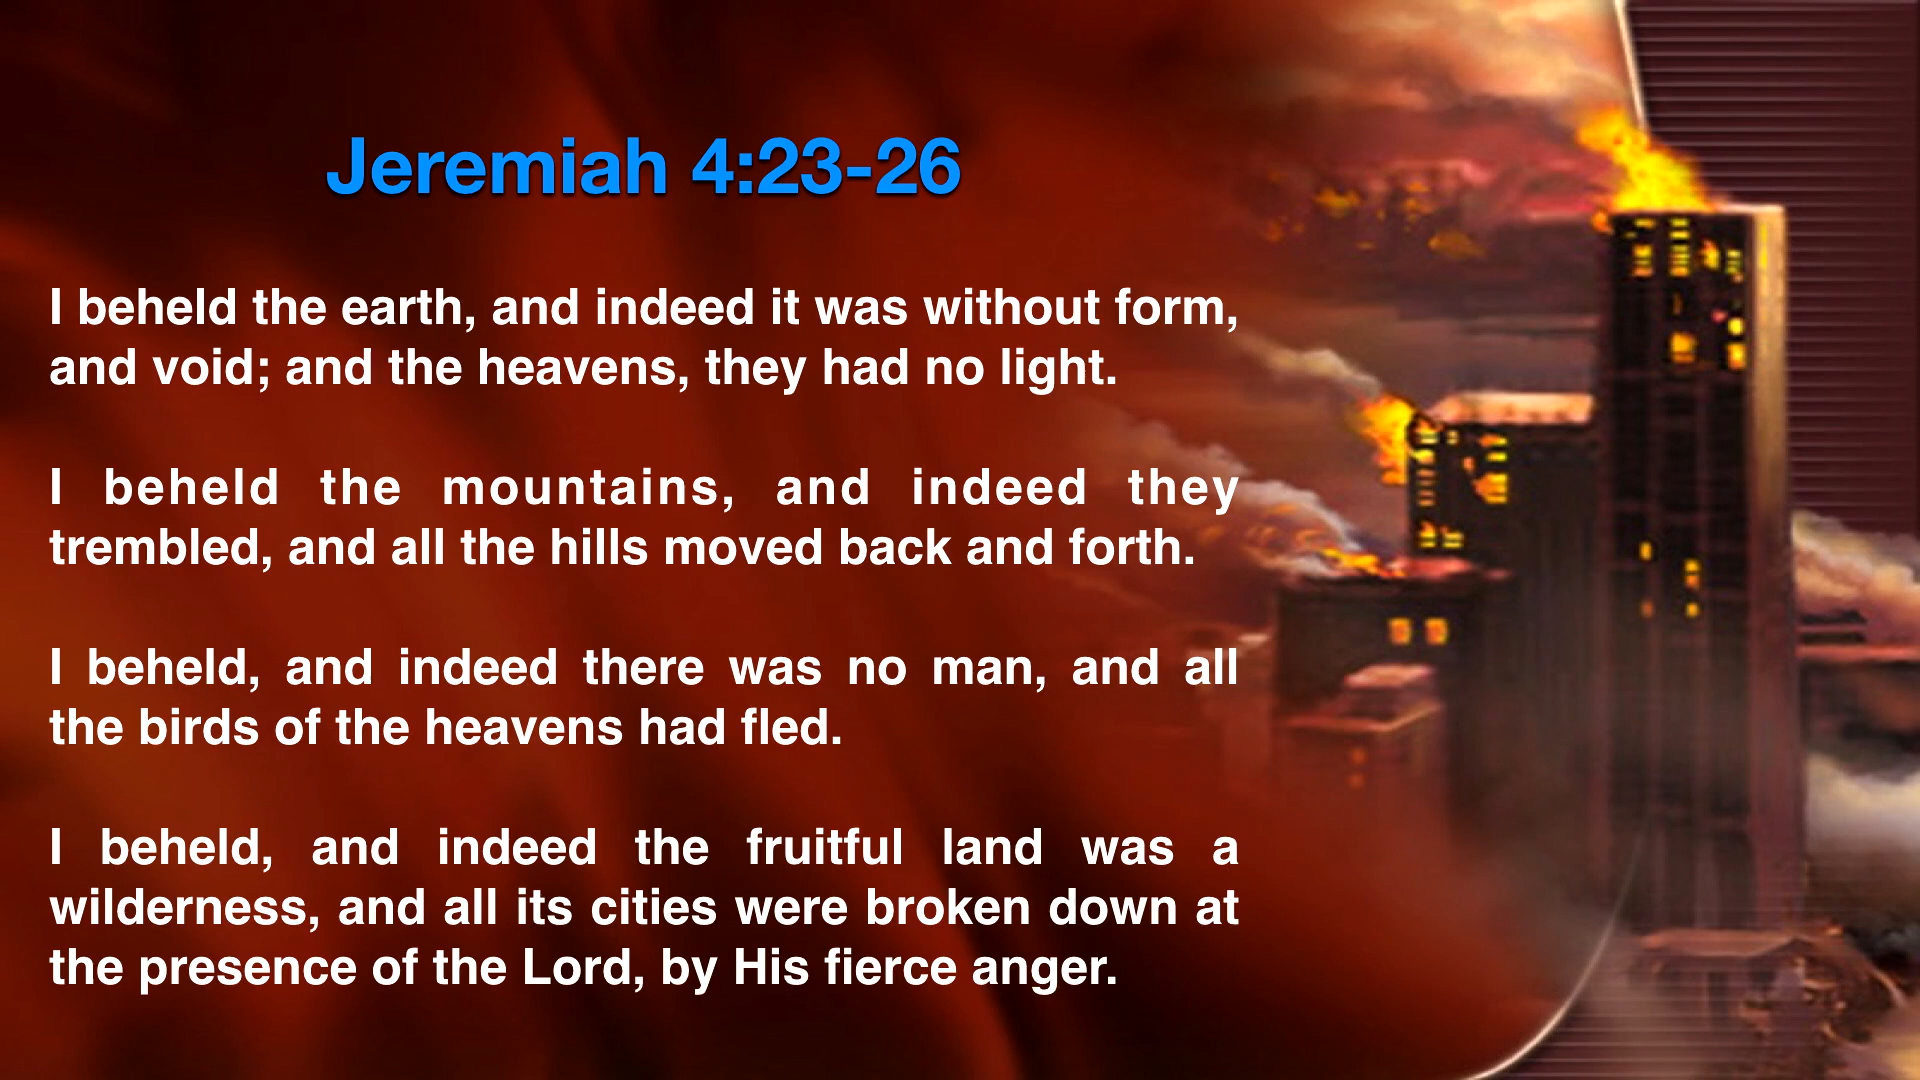 Jeremiah 4:23-26
I beheld the earth, and indeed it was without form,
and void; and the heavens, they had no light.
I beheld the mountains, and indeed they
trembled, and all the hills moved back and forth.
I beheld, and indeed there was no man, and all
the birds of the heavens had fled.
I beheld, and indeed the fruitful land was a
wilderness, and all its cities were broken down at
the presence of the Lord, by His fierce anger.